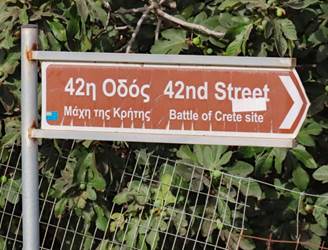 42η Οδός 42nd Street
Μάχη της Κρήτης Battle of Crete site